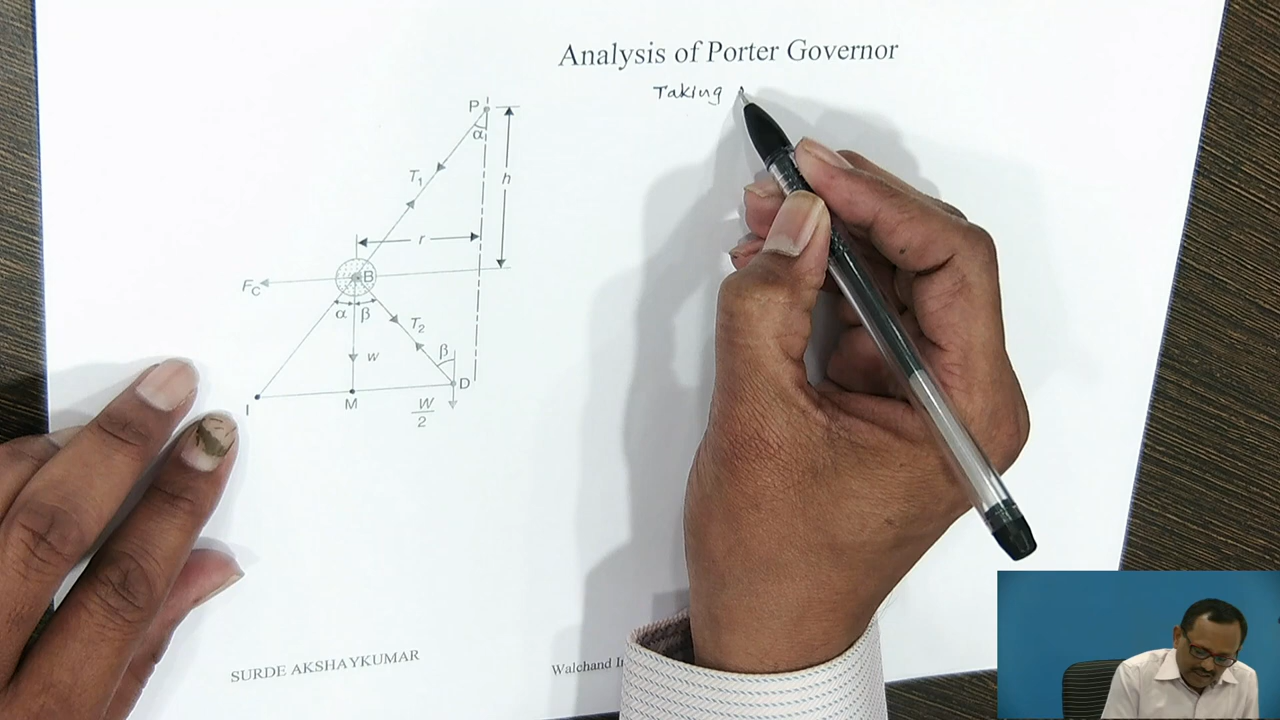 Analysis of Porter Governor
Taking
P
α
T1
h
r
FC
B
α β
T2
w
β
D
I
M
W/2
SURDE AKSHAYKUMAR
Walchand